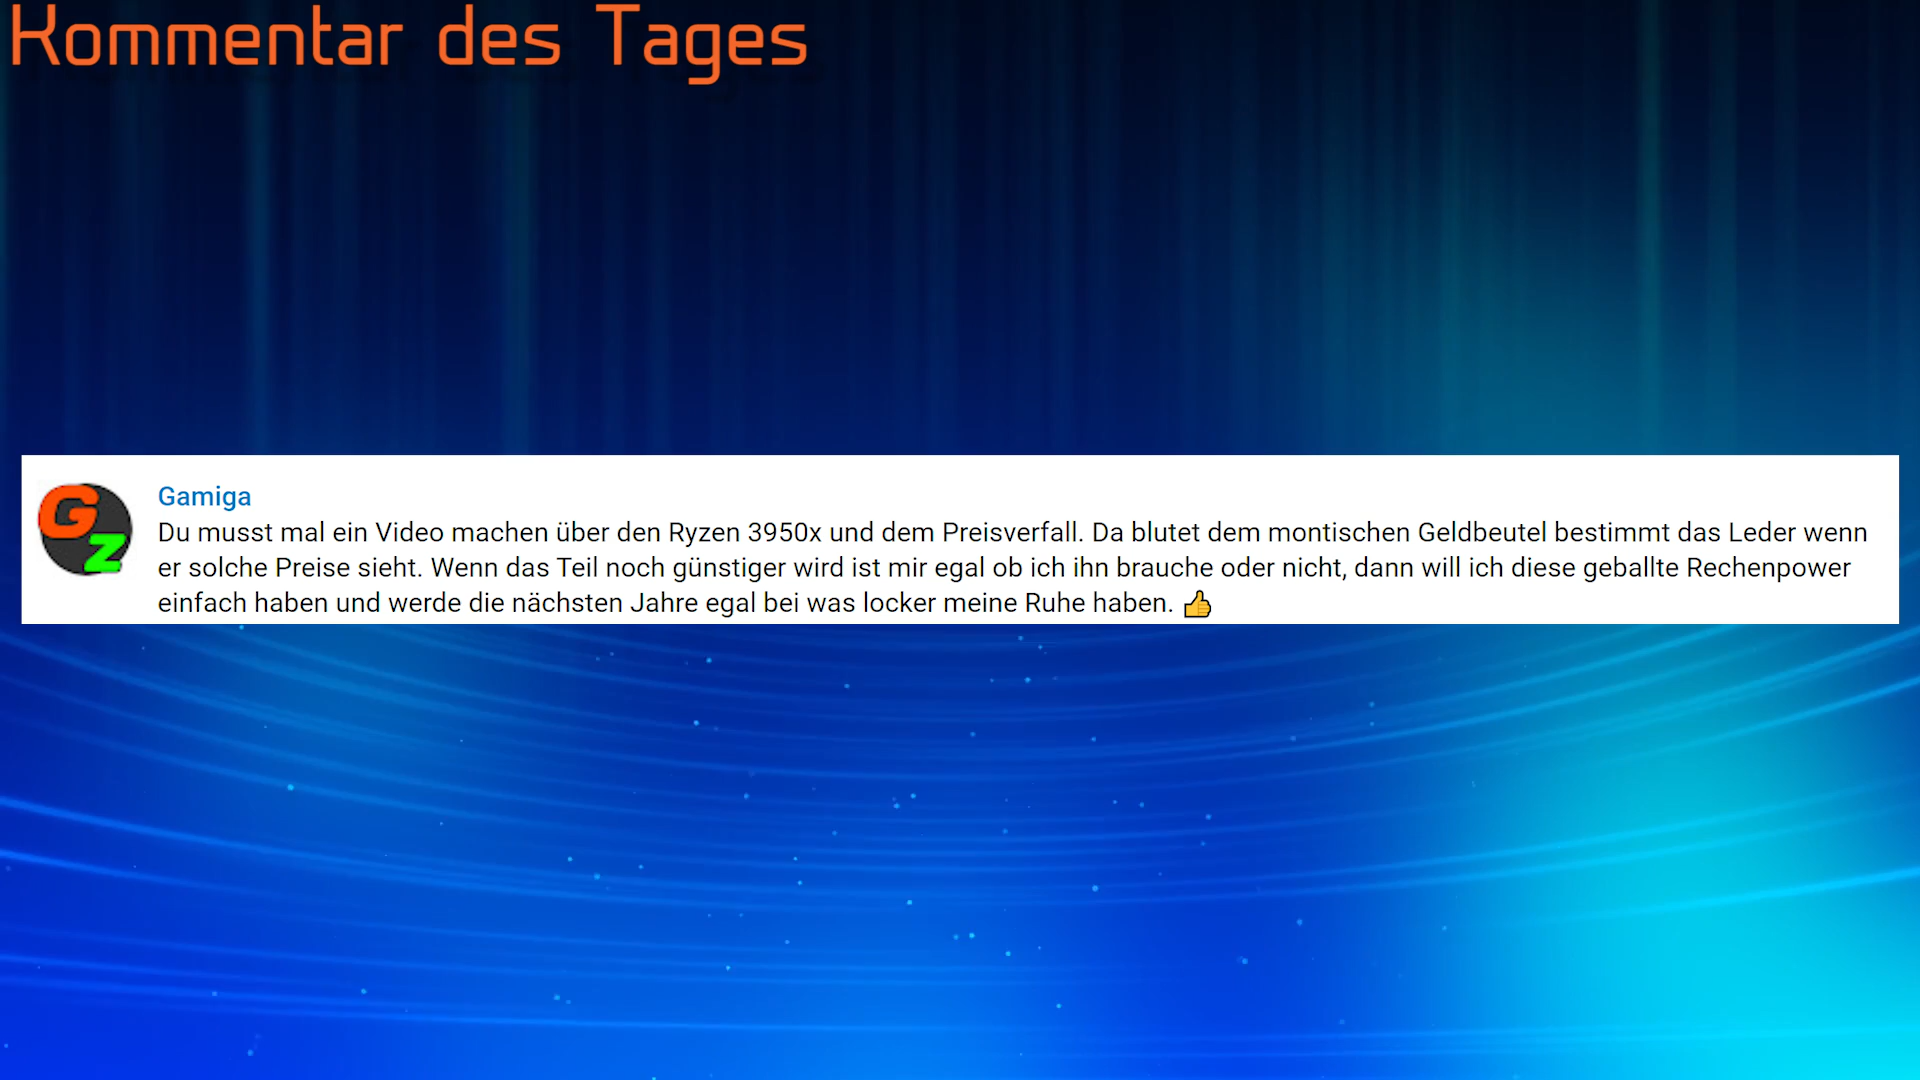 Kommentar des Tages
Gamiga
Du musst mal ein Video machen über den Ryzen 3950x und dem Preisverfall. Da blutet dem montischen Geldbeutel bestimmt das Leder wenn
er solche Preise sieht. Wenn das Teil noch günstiger wird ist mir egal ob ich ihn brauche oder nicht, dann will ich diese geballte Rechenpower
einfach haben und werde die nächsten Jahre egal bei was locker meine Ruhe haben. 👍
GZ